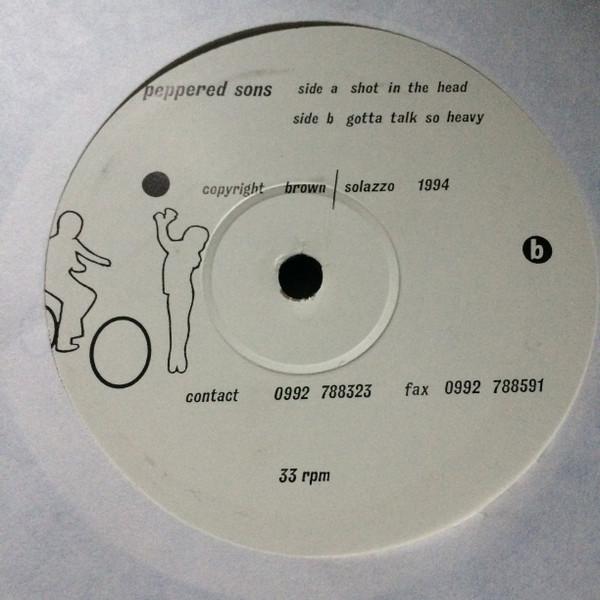 peppered sons side a shot in the head
side b gotta talk so heavy
copyright brown | solazzo 1994
b
contact 0992 788323 fax 0992 788591
33 rpm